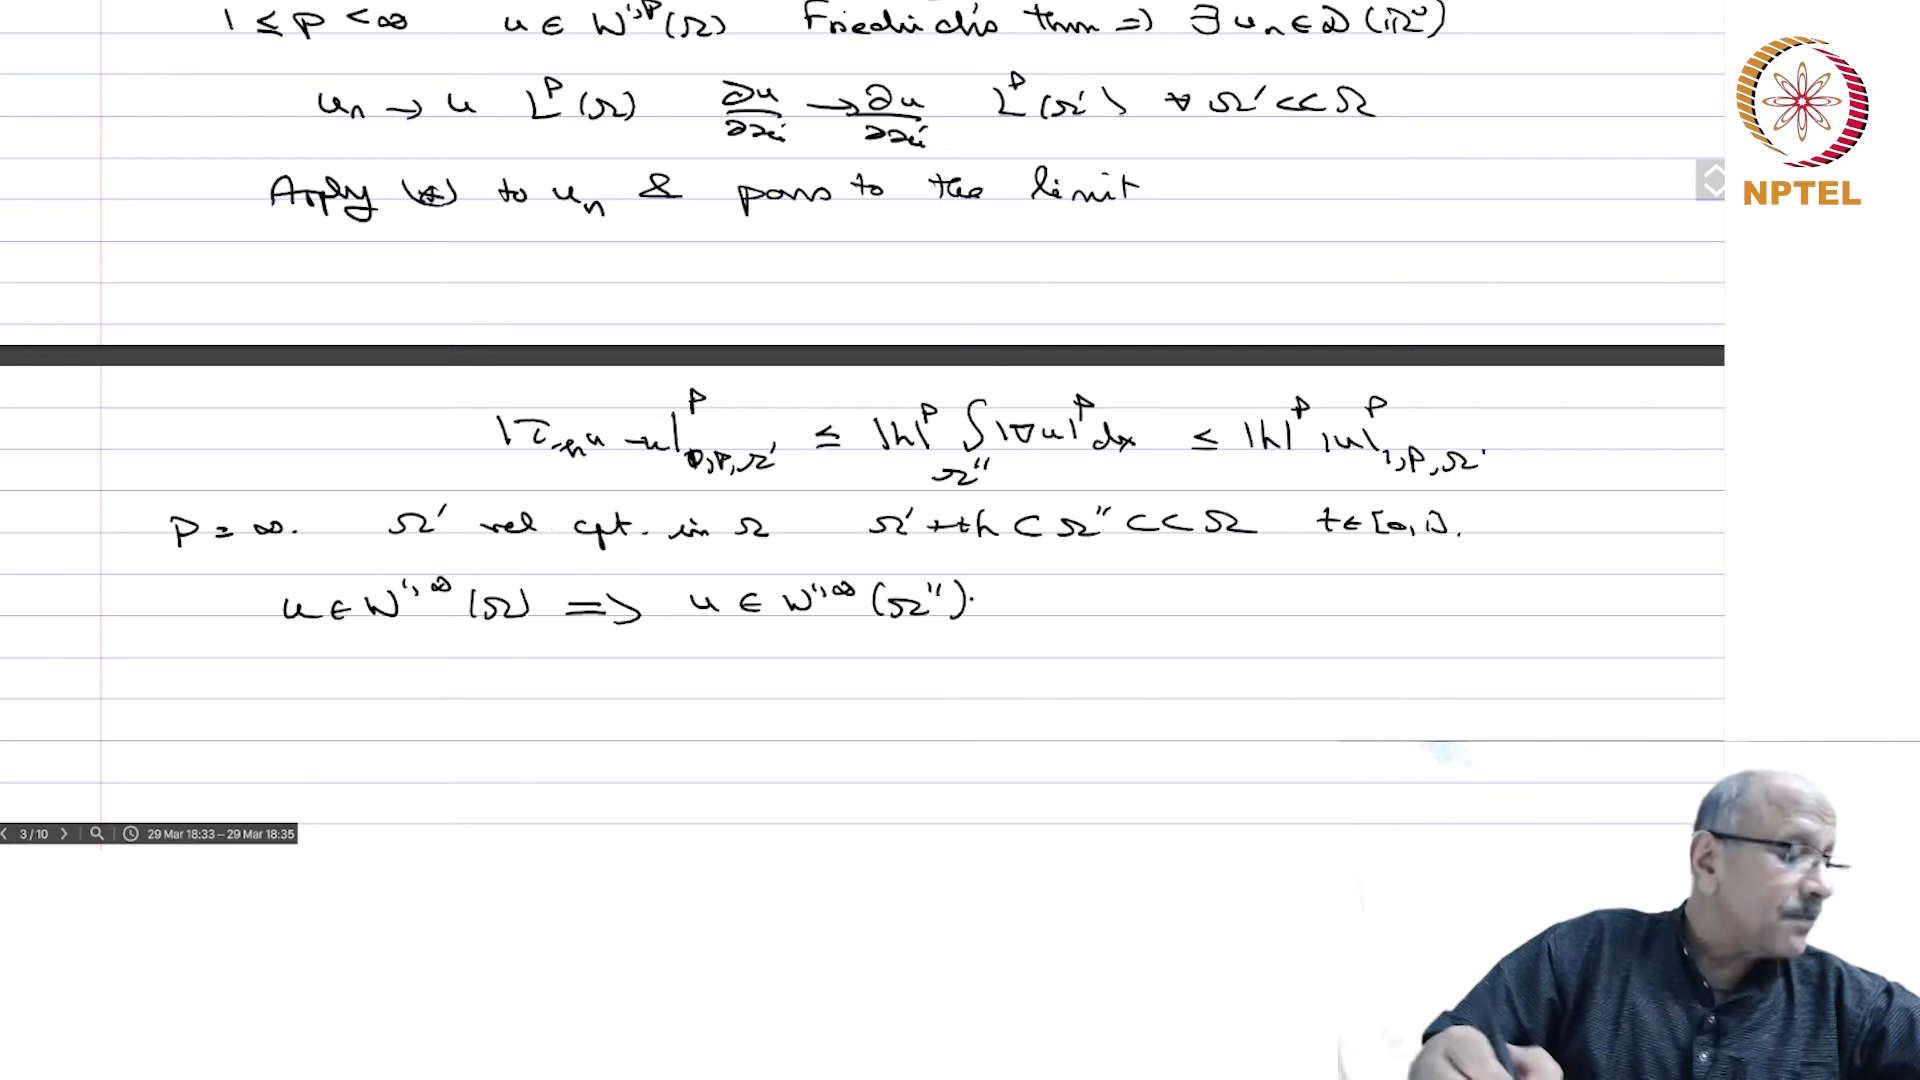 1 ≤ p < ∞ u ∈ W^{1,p}(Ω) Friedrich's thm ⇒ ∃ u_n ∈ D(ℝ^N)
u_n → u L^p(Ω) ∂u/∂x_i → ∂u/∂x_i L^p(Ω') ∀ Ω' ⊂⊂ Ω
Apply (*) to u_n & pass to the limit
NPTEL
|τ_{-h} u - u|^p_{0,p,Ω'} ≤ |h|^p ∫_{Ω''} |∇u|^p dx ≤ |h|^p |u|^p_{1,p,Ω'}
p = ∞. Ω' rel. cpt. in Ω Ω' + th ⊂ Ω'' ⊂⊂ Ω t ∈ [0,1].
u ∈ W^{1,∞}(Ω) ⇒ u ∈ W^{1,∞}(Ω'').
3 / 10 29 Mar 18:33 – 29 Mar 18:35